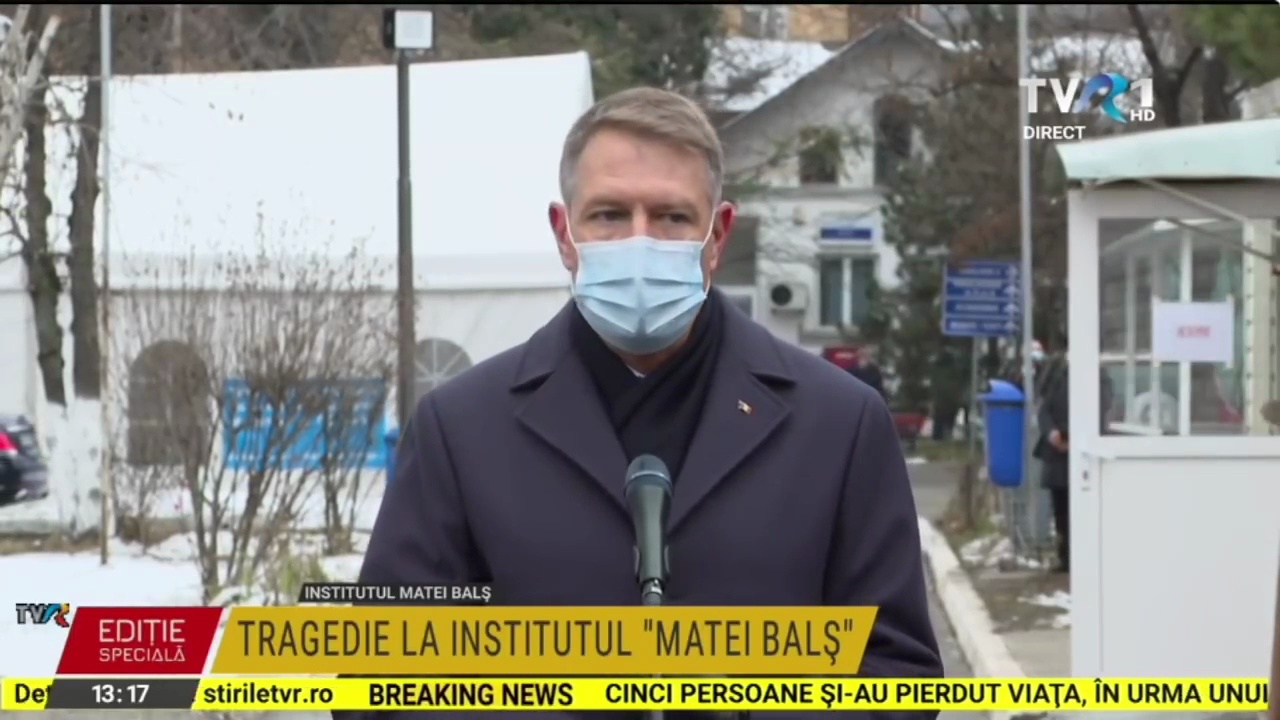 TVR1 HD
DIRECT
INSTITUTUL MATEI BALŞ
TVR
EDIŢIE
SPECIALĂ
TRAGEDIE LA INSTITUTUL "MATEI BALŞ"
Det
13:17
stiriletvr.ro
BREAKING NEWS
CINCI PERSOANE ŞI-AU PIERDUT VIAŢA, ÎN URMA UNUI